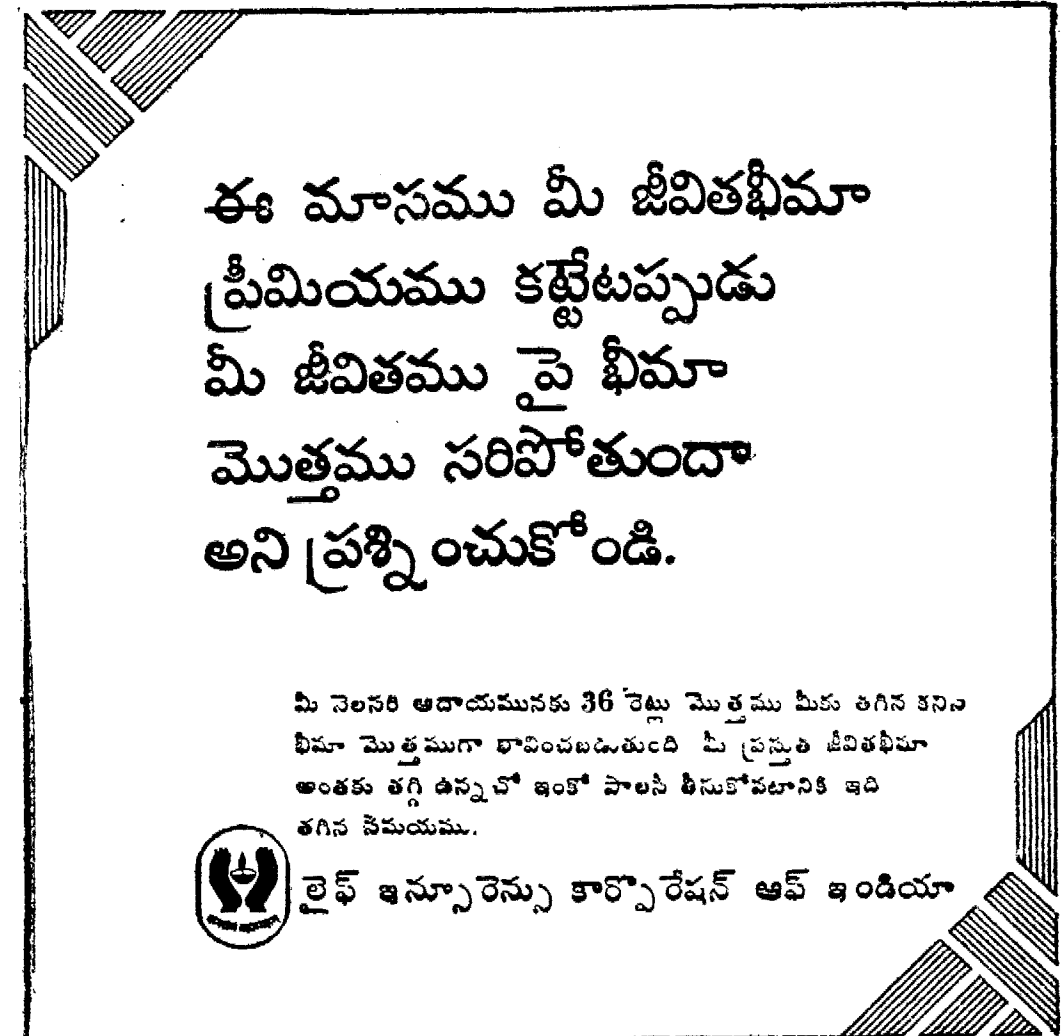 ఈ మాసము మీ జీవితభీమా
ప్రీమియము కట్టేటప్పుడు
మీ జీవితము పై భీమా
మొత్తము సరిపోతుందా
అని ప్రశ్నించుకోండి.
మీ నెలసరి ఆదాయమునకు 36 రెట్లు మొత్తము మీకు తగిన కనీస
భీమా మొత్తముగా భావించబడుతుంది మీ ప్రస్తుత జీవితభీమా
అంతకు తగ్గి ఉన్నచో ఇంకో పాలసీ తీసుకోవటానికి ఇది
తగిన సమయము.
లైఫ్ ఇన్సూరెన్సు కార్పొరేషన్ ఆఫ్ ఇండియా